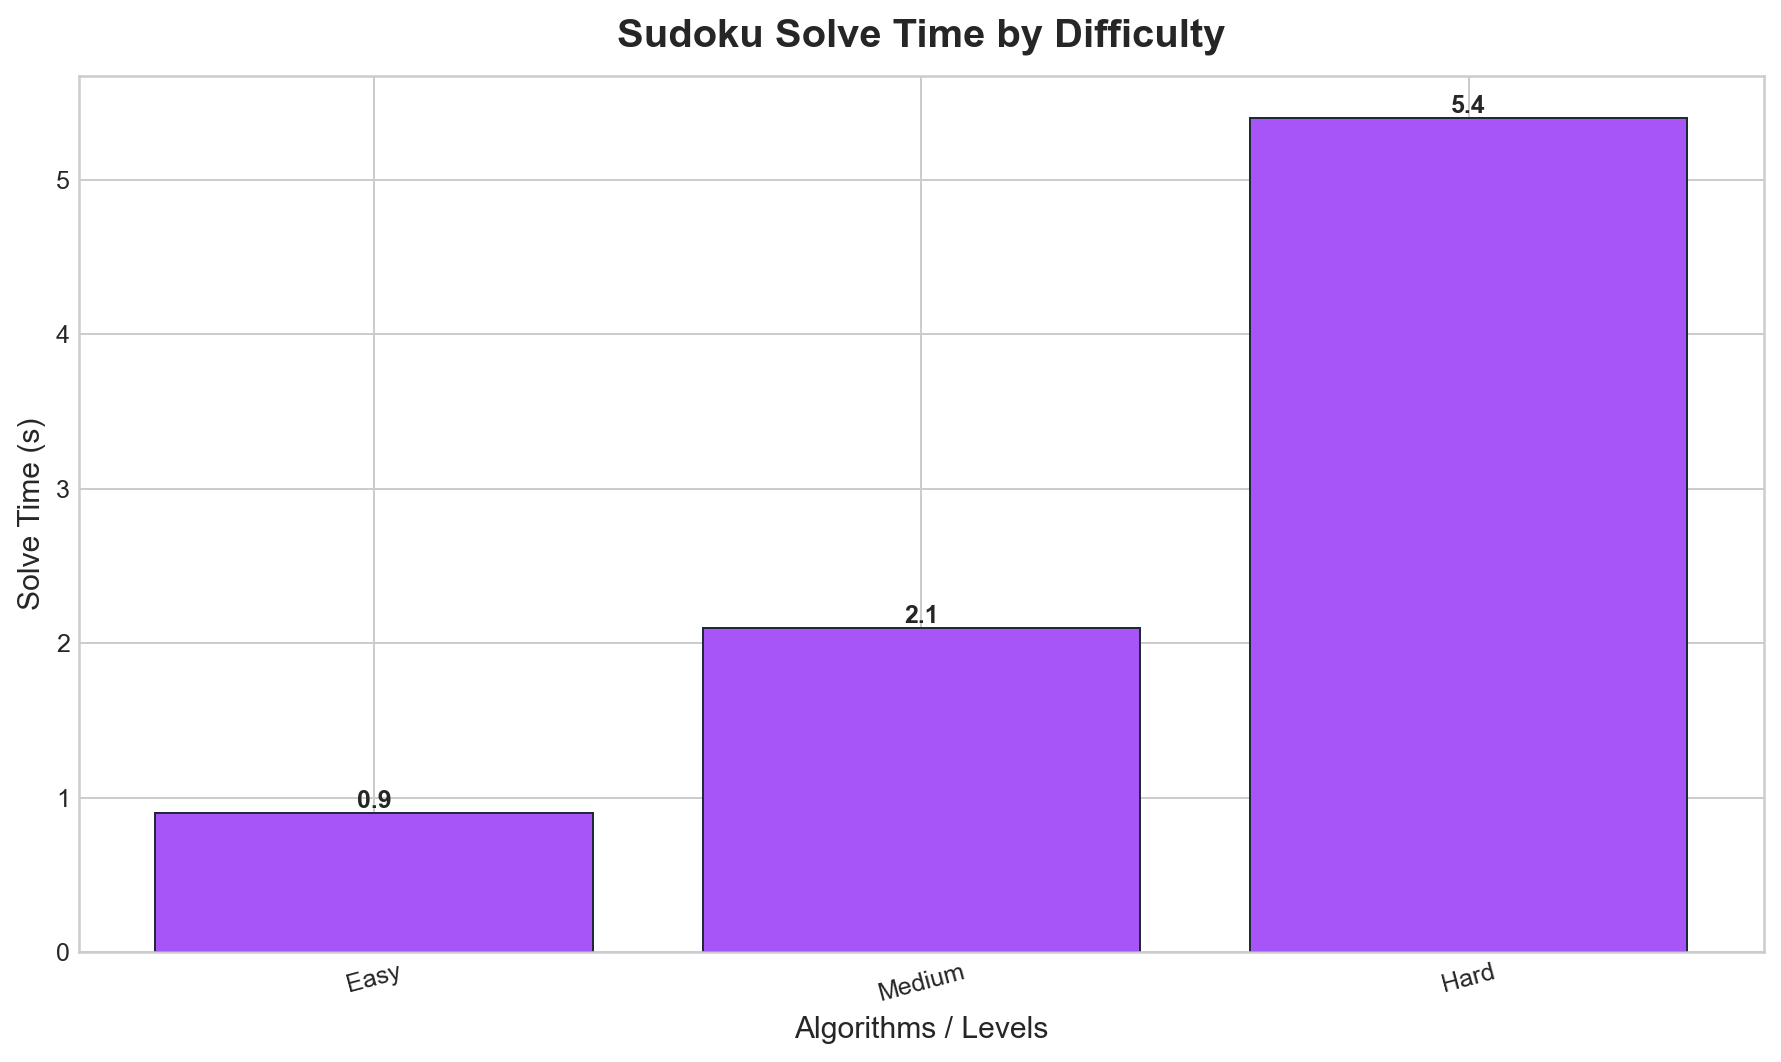 Sudoku Solve Time by Difficulty
5.4
5
4
3
2.1
2
0.9
1
0
Solve Time (s)
Easy
Medium
Hard
Algorithms / Levels